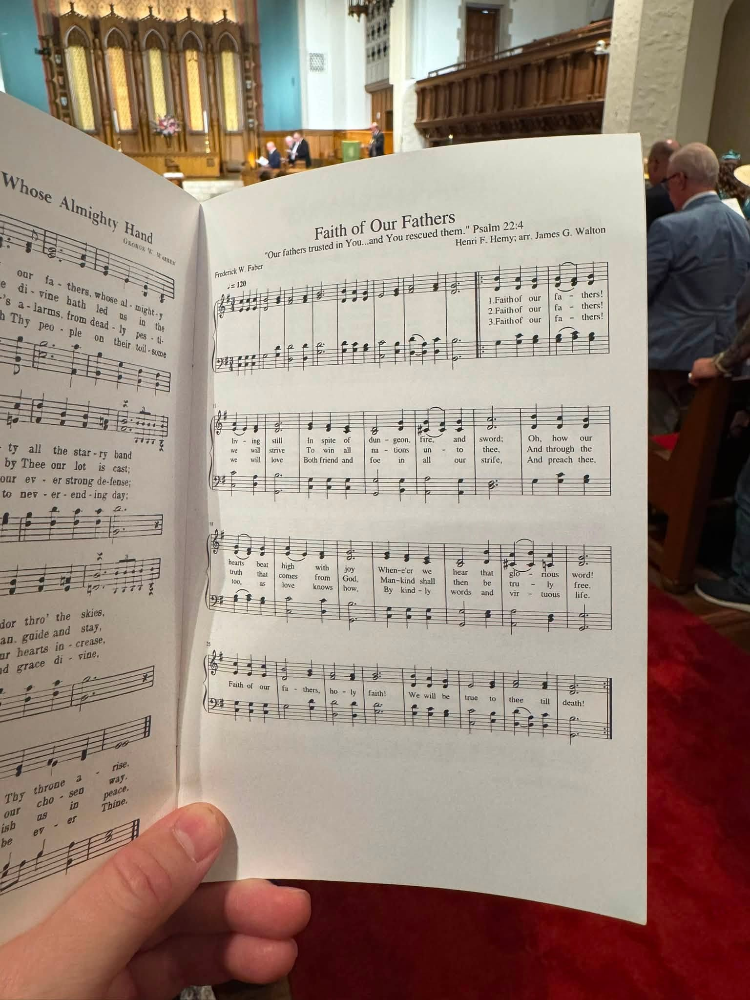 Whose Almighty Hand
GEORGE W. WARREN
our fa - thers, whose al - might - y
di - vine hath led us in the
's a - larms, from dead - ly pes - ti-
Thy peo - ple on their toil - some
3
- ty all the star - ry band
by Thee our lot is cast;
our ev - er strong de-fense;
to nev - er - end - ing day;
3
thro' the skies,
guide and stay,
hearts in - crease,
grace di - vine,
Thy throne a - rise.
our cho - sen way.
us in peace,
be ev - er Thine.
Faith of Our Fathers
"Our fathers trusted in You...and You rescued them." Psalm 22:4
Henri F. Hemy; arr. James G. Walton
Frederick W. Faber
♩ = 120
1.Faith of our fa - thers!
2.Faith of our fa - thers!
3.Faith of our fa - thers!
11
liv - ing still In spite of dun - geon, fire, and sword; Oh, how our
we will strive To win all na - tions un - to thee, And through the
we will love Both friend and foe in all our strife, And preach thee,
18
hearts beat high with joy When-e'er we hear that glo - rious word!
truth that comes from God, Man-kind shall then be tru - ly free.
too, as love knows how, By kind - ly words and vir - tuous life.
25
Faith of our fa - thers, ho - ly faith! We will be true to thee till death!